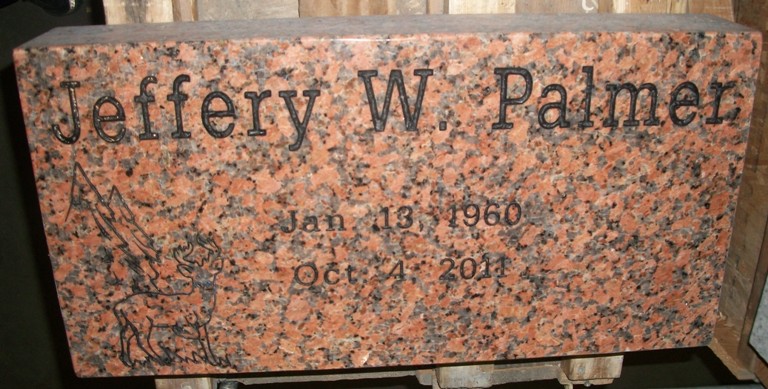 Jeffery W. Palmer
Jan 13, 1960
Oct 4 2011